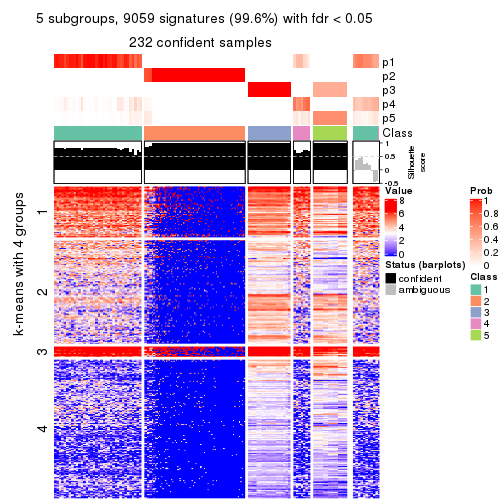 5 subgroups, 9059 signatures (99.6%) with fdr < 0.05
232 confident samples
p1
p2
p3
p4
p5
Class
1
0.5
0
-0.5
Silhouette
score
k-means with 4 groups
1
2
3
4
Value
8
6
4
2
0
Status (barplots)
confident
ambiguous
Prob
1
0.8
0.6
0.4
0.2
0
Class
1
2
3
4
5